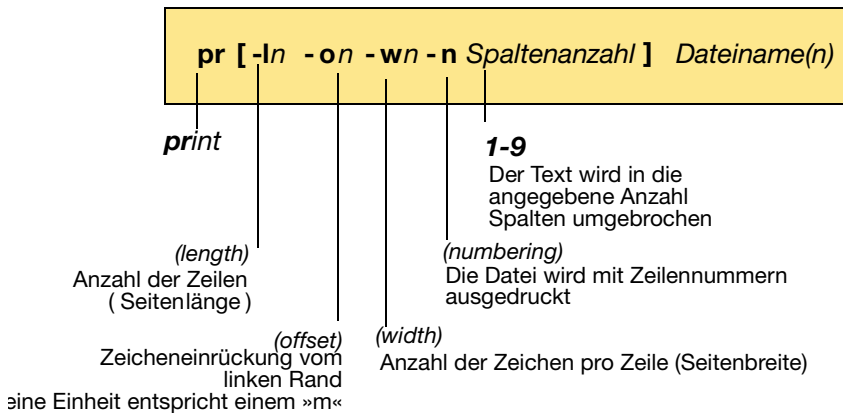 pr [ -ln - on - wn - n Spaltenanzahl ] Dateiname(n)
print
1-9
Der Text wird in die
angegebene Anzahl
Spalten umgebrochen
(length)
Anzahl der Zeilen
( Seitenlänge )
(numbering)
Die Datei wird mit Zeilennummern
ausgedruckt
(offset)
Zeicheneinrückung vom
linken Rand
eine Einheit entspricht einem »m«
(width)
Anzahl der Zeichen pro Zeile (Seitenbreite)